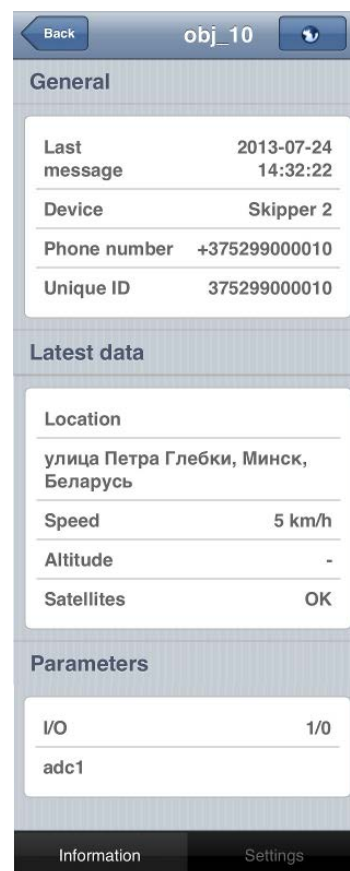 Back
obj_10
General
Last message
2013-07-24 14:32:22
Device
Skipper 2
Phone number
+375299000010
Unique ID
375299000010
Latest data
Location
улица Петра Глебки, Минск,
Беларусь
Speed
5 km/h
Altitude
-
Satellites
OK
Parameters
I/O
1/0
adc1
Information
Settings